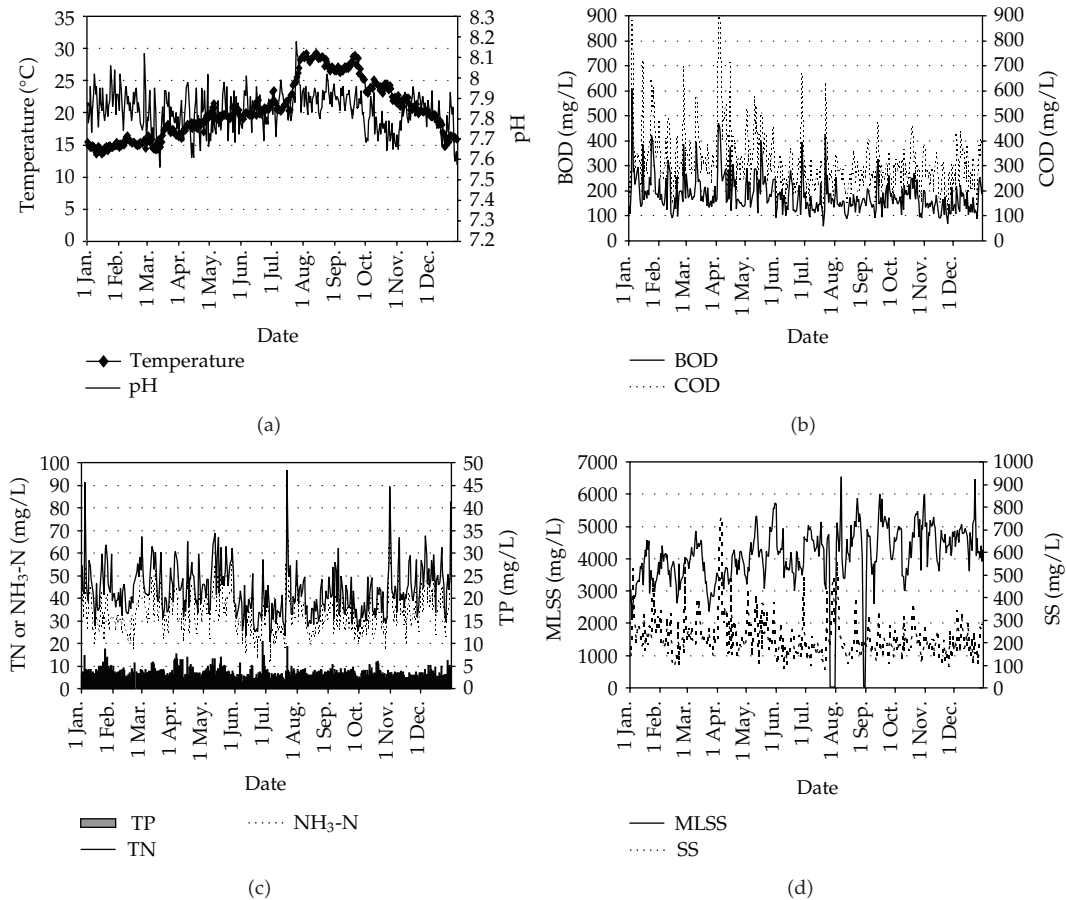 35
30
25
20
15
10
5
0
Temperature (°C)
8.3
8.2
8.1
8
7.9
7.8
7.7
7.6
7.5
7.4
7.3
7.2
pH
1 Jan.
1 Feb.
1 Mar.
1 Apr.
1 May.
1 Jun.
1 Jul.
1 Aug.
1 Sep.
1 Oct.
1 Nov.
1 Dec.
Date
Temperature
pH
(a)
900
800
700
600
500
400
300
200
100
0
BOD (mg/L)
900
800
700
600
500
400
300
200
100
0
COD (mg/L)
1 Jan.
1 Feb.
1 Mar.
1 Apr.
1 May.
1 Jun.
1 Jul.
1 Aug.
1 Sep.
1 Oct.
1 Nov.
1 Dec.
Date
BOD
COD
(b)
100
90
80
70
60
50
40
30
20
10
0
TN or NH₃-N (mg/L)
50
45
40
35
30
25
20
15
10
5
0
TP (mg/L)
1 Jan.
1 Feb.
1 Mar.
1 Apr.
1 May.
1 Jun.
1 Jul.
1 Aug.
1 Sep.
1 Oct.
1 Nov.
1 Dec.
Date
TP
NH₃-N
TN
(c)
7000
6000
5000
4000
3000
2000
1000
0
MLSS (mg/L)
1000
900
800
700
600
500
400
300
200
100
0
SS (mg/L)
1 Jan.
1 Feb.
1 Mar.
1 Apr.
1 May.
1 Jun.
1 Jul.
1 Aug.
1 Sep.
1 Oct.
1 Nov.
1 Dec.
Date
MLSS
SS
(d)